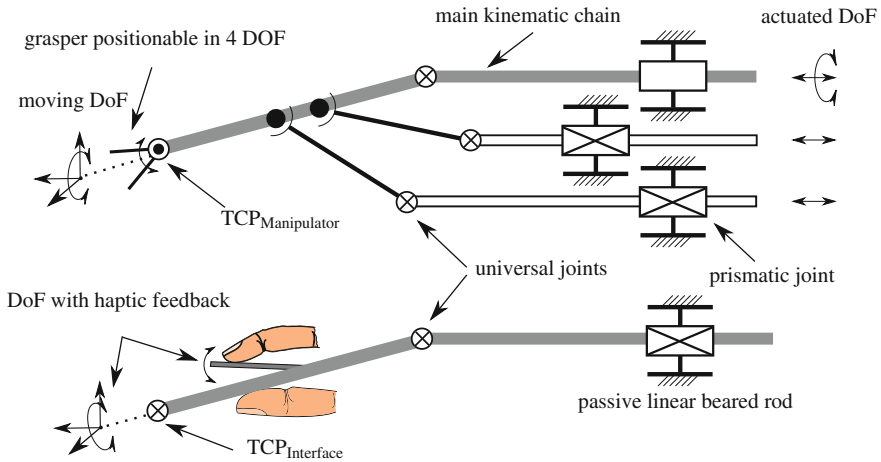 main kinematic chain
actuated DoF
grasper positionable in 4 DOF
moving DoF
TCPManipulator
universal joints
prismatic joint
DoF with haptic feedback
passive linear beared rod
TCPInterface